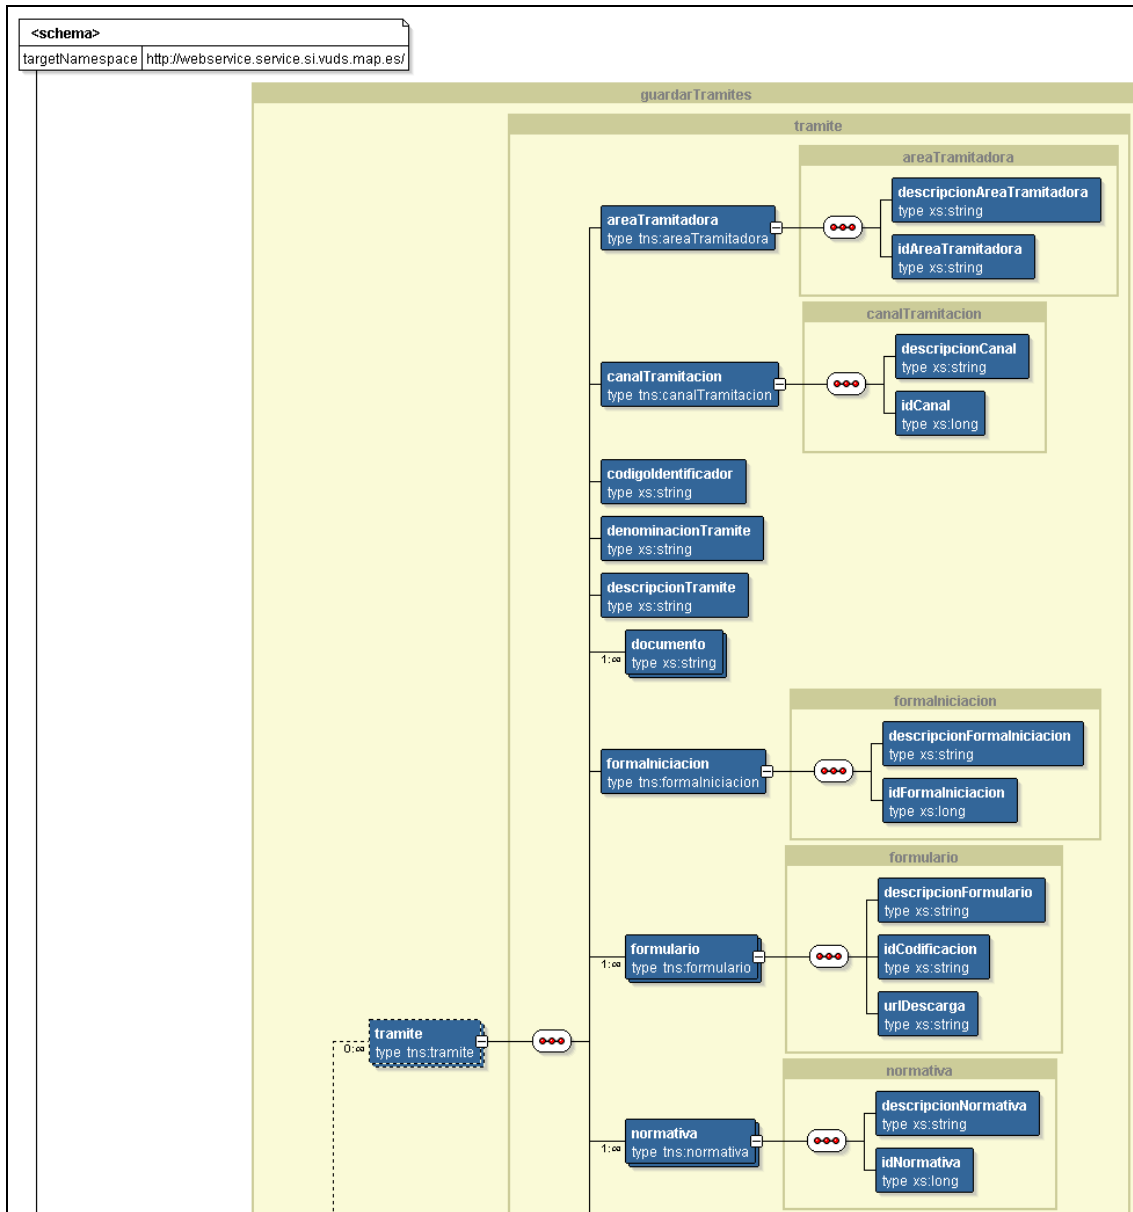 <schema>
targetNamespace http://webservice.service.si.vuds.map.es/
guardarTramites
tramite
areaTramitadora
areaTramitadora
type tns:areaTramitadora
descripcionAreaTramitadora
type xs:string
idAreaTramitadora
type xs:string
canalTramitacion
canalTramitacion
type tns:canalTramitacion
descripcionCanal
type xs:string
idCanal
type xs:long
codigoIdentificador
type xs:string
denominacionTramite
type xs:string
descripcionTramite
type xs:string
documento
type xs:string
1:∞
formaIniciacion
formaIniciacion
type tns:formaIniciacion
descripcionFormaIniciacion
type xs:string
idFormaIniciacion
type xs:long
formulario
formulario
type tns:formulario
1:∞
descripcionFormulario
type xs:string
idCodificacion
type xs:string
urlDescarga
type xs:string
tramite
type tns:tramite
0:∞
normativa
normativa
type tns:normativa
1:∞
descripcionNormativa
type xs:string
idNormativa
type xs:long